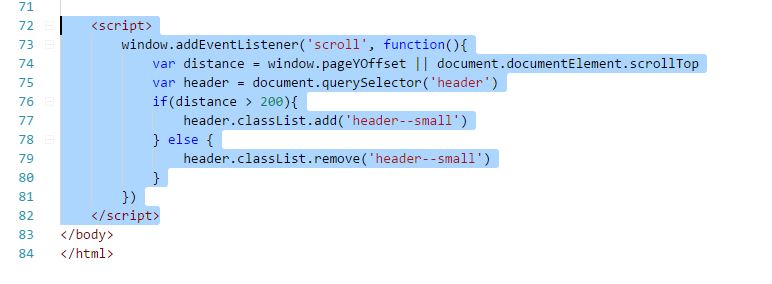 71
72 <script>
73 window.addEventListener('scroll', function(){
74 var distance = window.pageYOffset || document.documentElement.scrollTop
75 var header = document.querySelector('header')
76 if(distance > 200){
77 header.classList.add('header--small')
78 } else {
79 header.classList.remove('header--small')
80 }
81 })
82 </script>
83 </body>
84 </html>